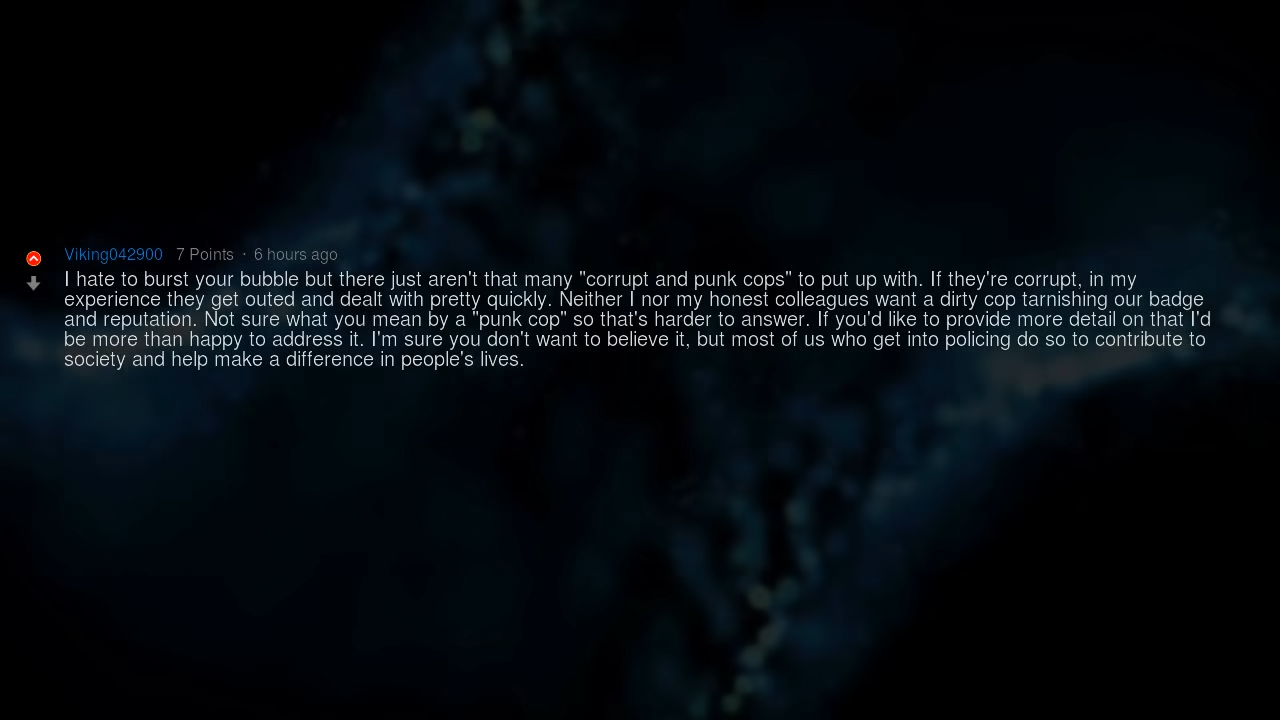 Viking042900 7 Points · 6 hours ago
I hate to burst your bubble but there just aren't that many "corrupt and punk cops" to put up with. If they're corrupt, in my
experience they get outed and dealt with pretty quickly. Neither I nor my honest colleagues want a dirty cop tarnishing our badge
and reputation. Not sure what you mean by a "punk cop" so that's harder to answer. If you'd like to provide more detail on that I'd
be more than happy to address it. I'm sure you don't want to believe it, but most of us who get into policing do so to contribute to
society and help make a difference in people's lives.